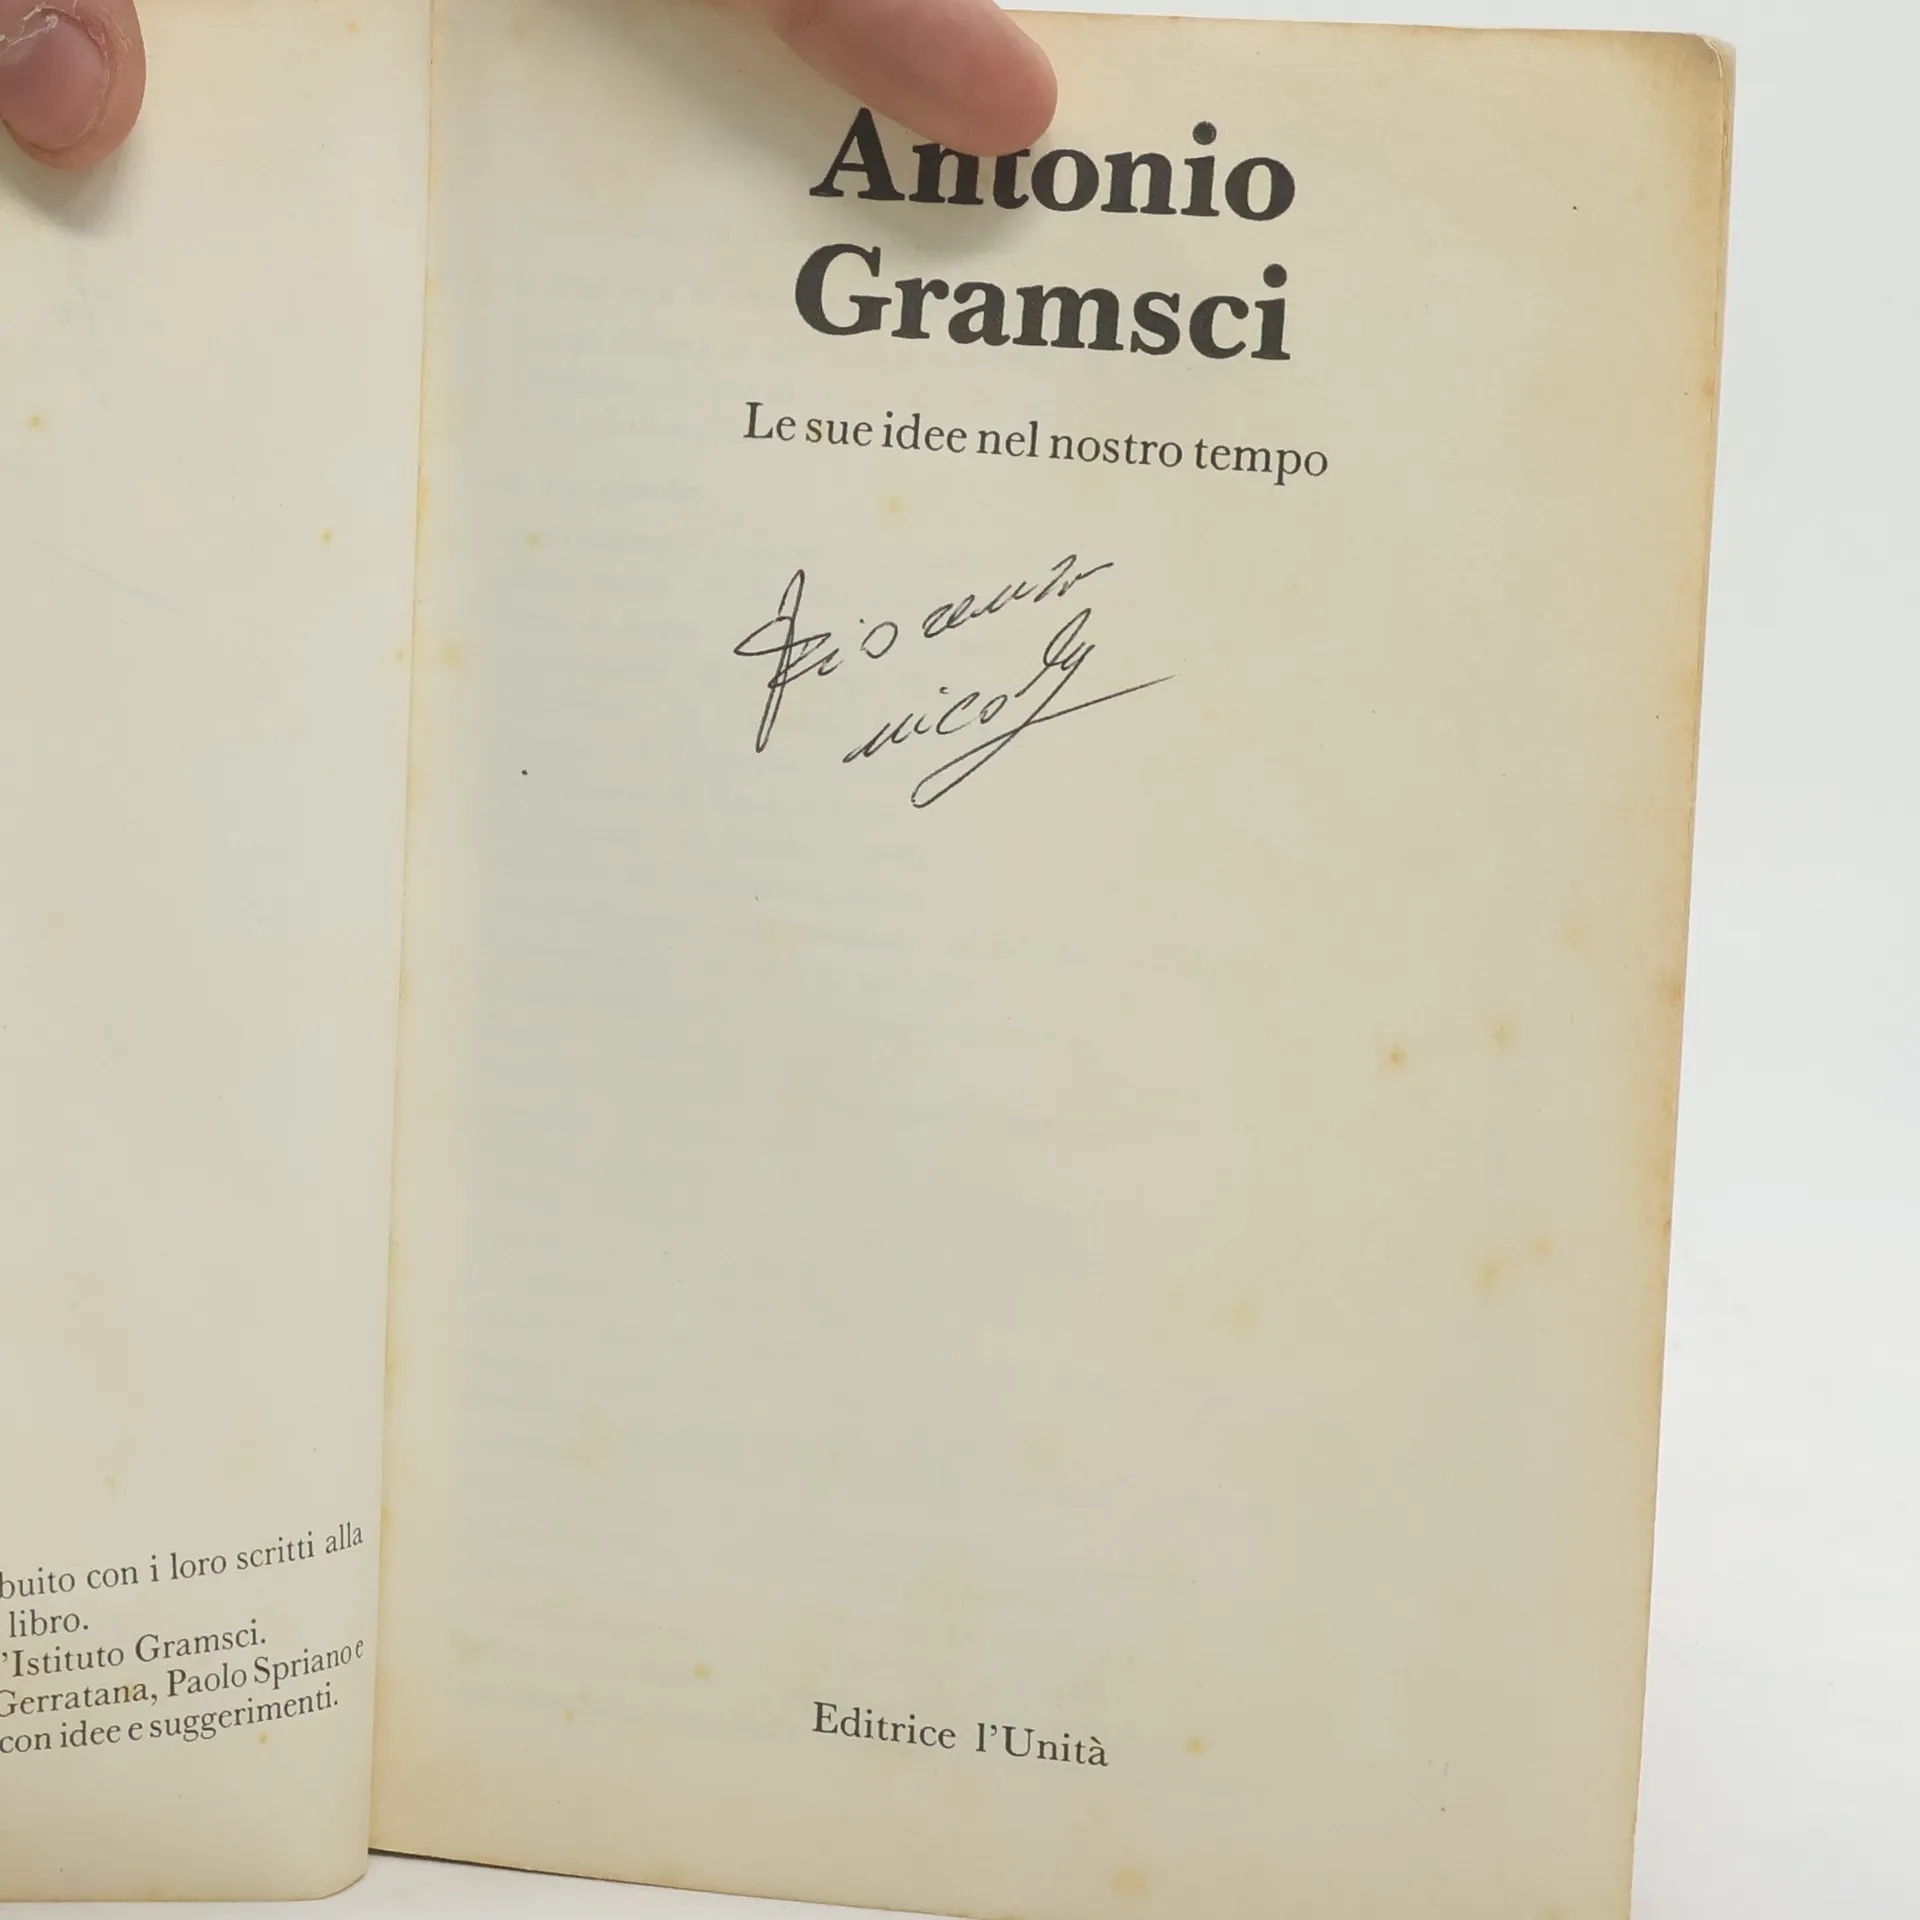 buito con i loro scritti alla
libro.
’Istituto Gramsci.
Gerratana, Paolo Spriano e
con idee e suggerimenti.
Antonio
Gramsci
Le sue idee nel nostro tempo
Editrice l’Unità